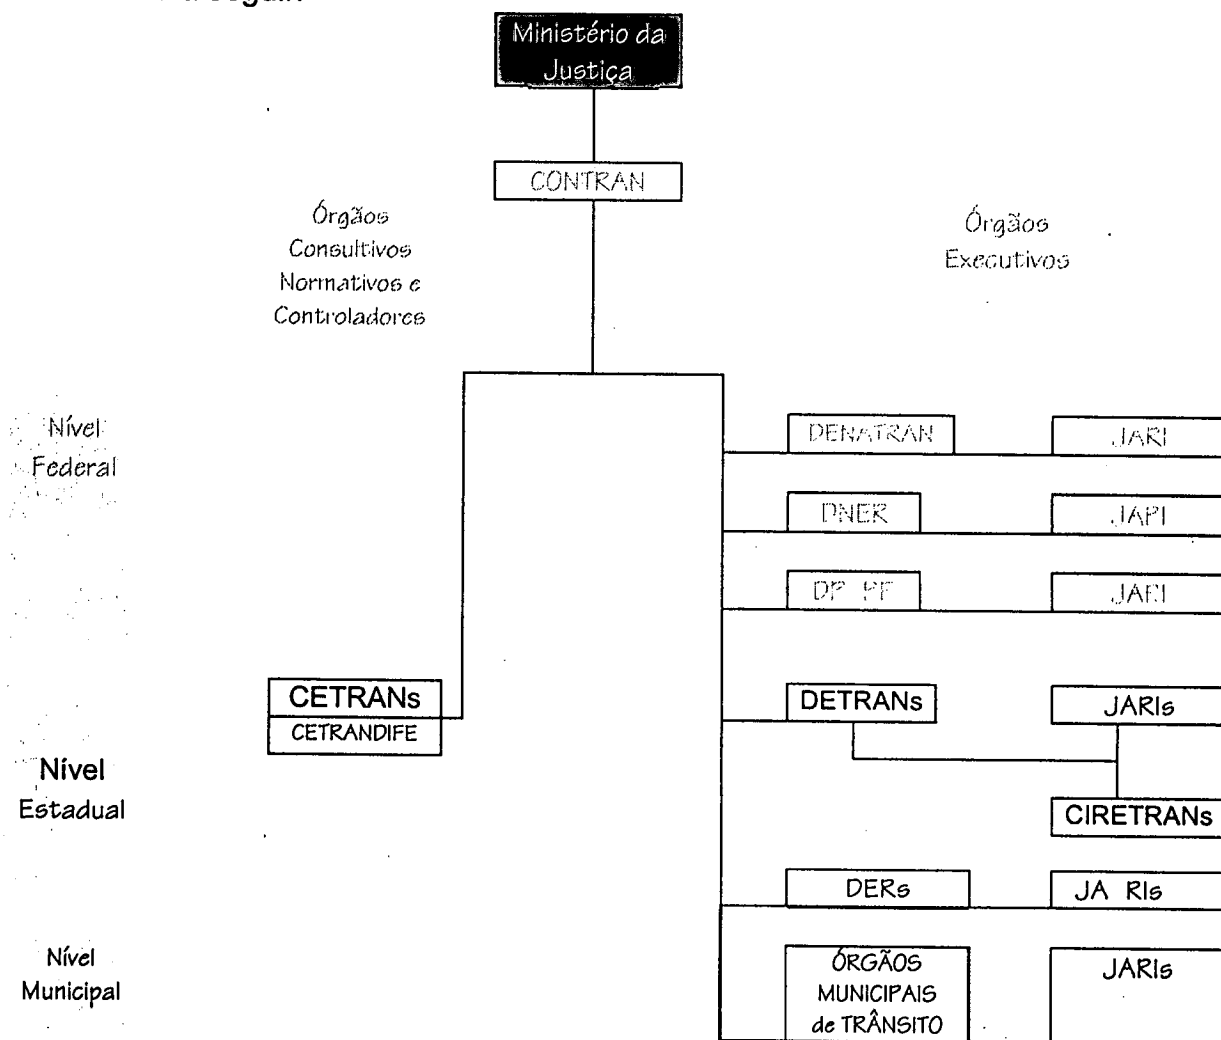 a seguir.
Ministério da
Justiça
CONTRAN
Órgãos
Consultivos
Normativos e
Controladores
Órgãos
Executivos
Nível
Federal
DENATRAN
JARI
DNER
JARI
JARI
CETRANs
CETRANDIFE
DETRANs
JARIs
Nível
Estadual
CIRETRANs
DERs
JA RIs
Nível
Municipal
ÓRGÃOS
MUNICIPAIS
de TRÂNSITO
JARIs